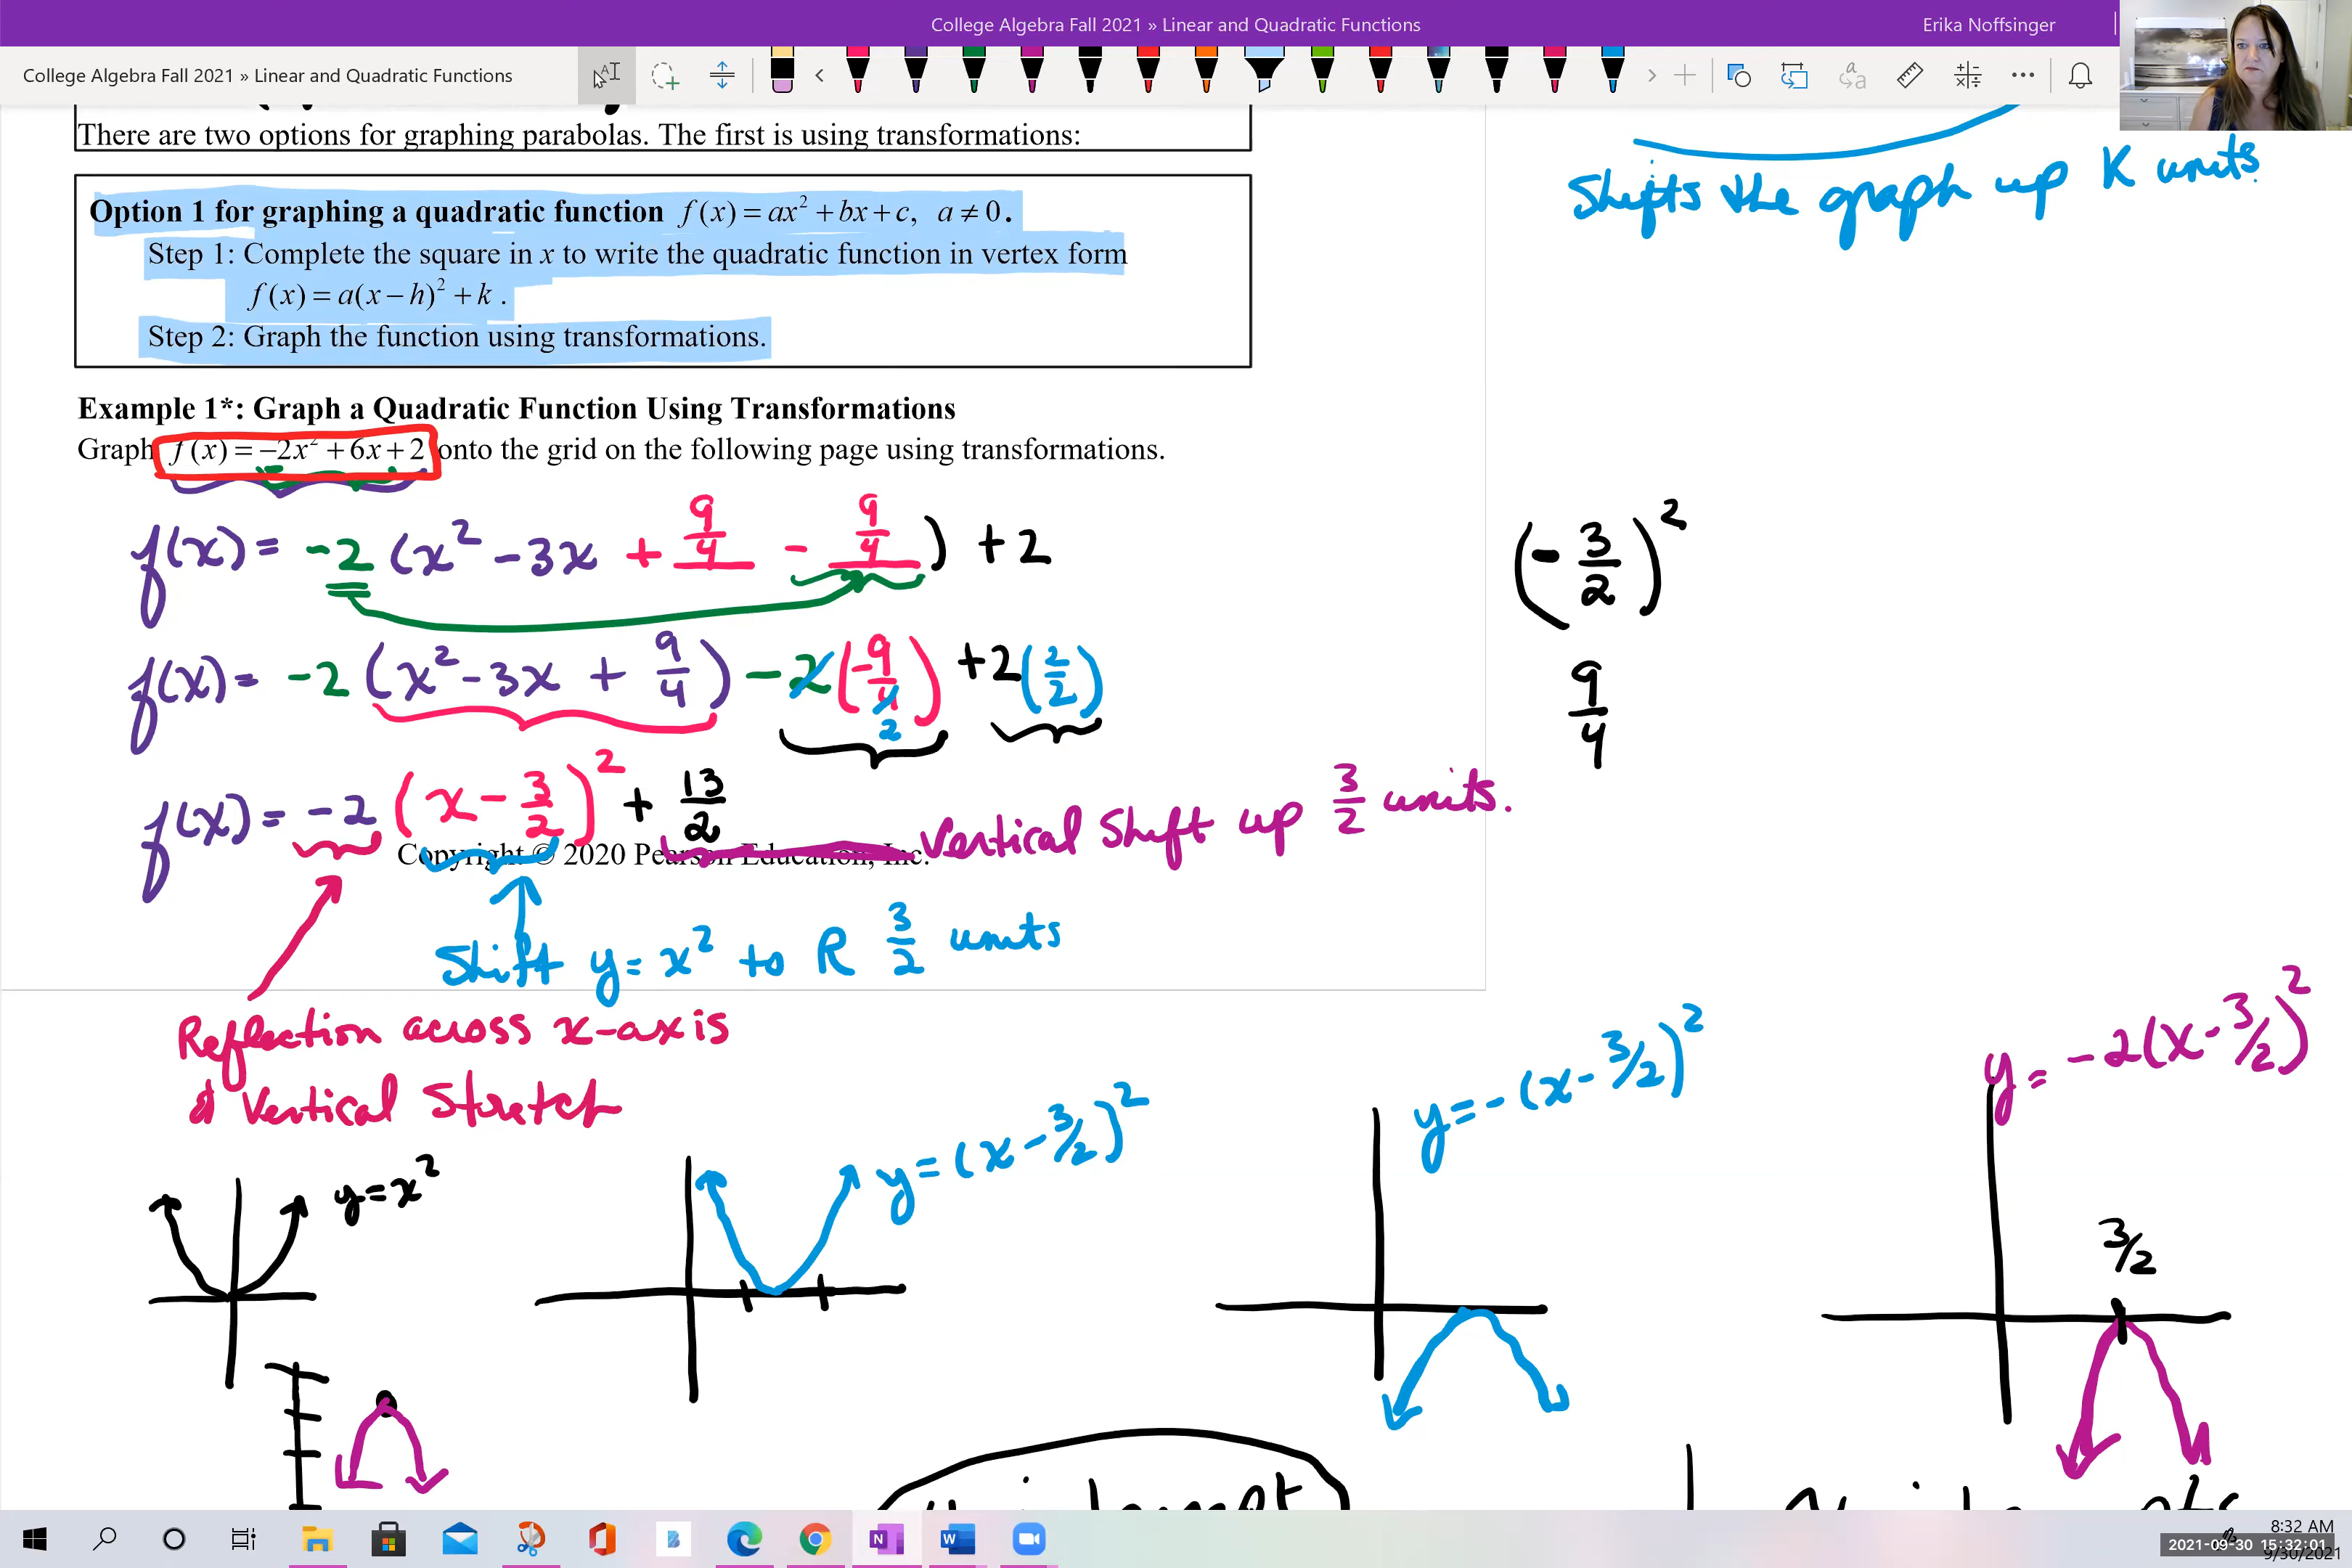 College Algebra Fall 2021 » Linear and Quadratic Functions
Erika Noffsinger
College Algebra Fall 2021 » Linear and Quadratic Functions
There are two options for graphing parabolas. The first is using transformations:
Shifts the graph up K units.
Option 1 for graphing a quadratic function f(x) = ax² + bx + c, a ≠ 0.
Step 1: Complete the square in x to write the quadratic function in vertex form
f(x) = a(x − h)² + k .
Step 2: Graph the function using transformations.
Example 1*: Graph a Quadratic Function Using Transformations
Graph f(x) = −2x² + 6x + 2 onto the grid on the following page using transformations.
f(x) = -2 (x² - 3x + 9/4 - 9/4) + 2
(-3/2)²
f(x) = -2 (x² - 3x + 9/4) - 2(-9/4) + 2(2/2)
2
9/4
f(x) = -2 (x - 3/2)² + 13/2
Vertical Shift up 3/2 units.
Copyright © 2020 Pearson Education, Inc.
Shift y = x² to R 3/2 units
Reflection across x-axis
& Vertical Stretch
y = x²
y = (x - 3/2)²
y = -(x - 3/2)²
y = -2(x - 3/2)²
3/2
8:32 AM
9/30/2021
2021-09-30 15:32:01